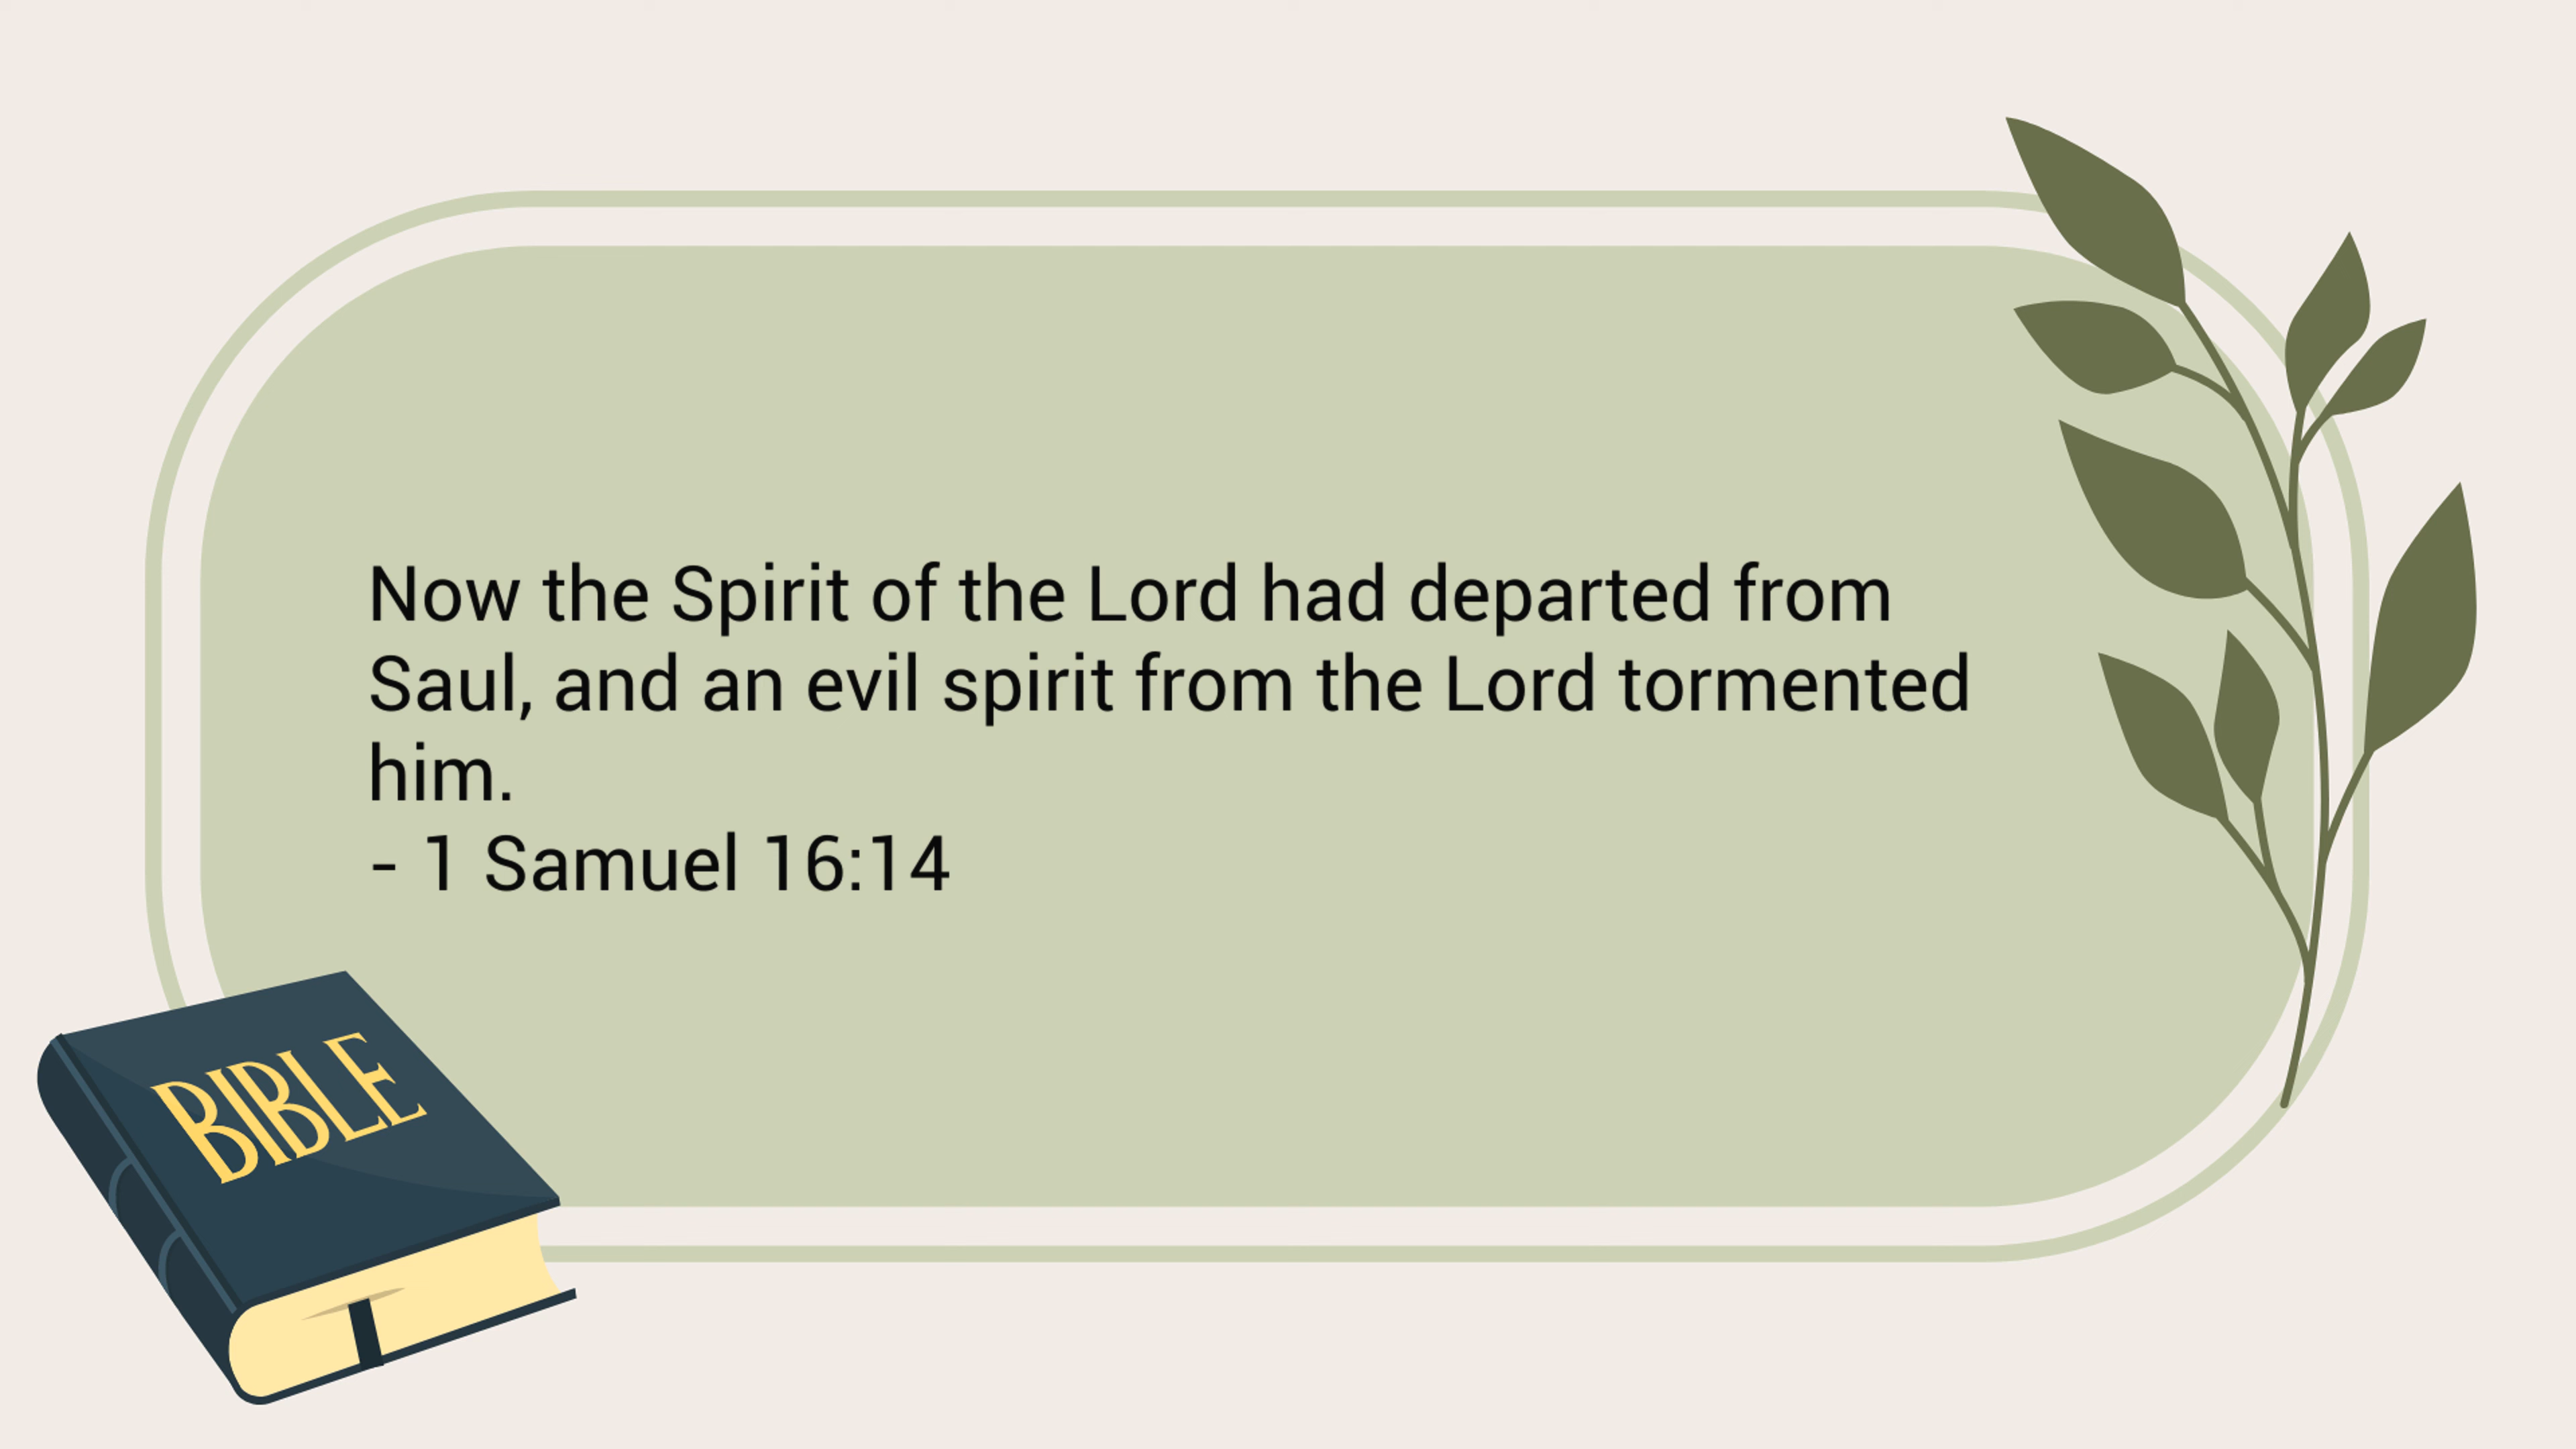 Now the Spirit of the Lord had departed from
Saul, and an evil spirit from the Lord tormented
him.
- 1 Samuel 16:14
BIBLE